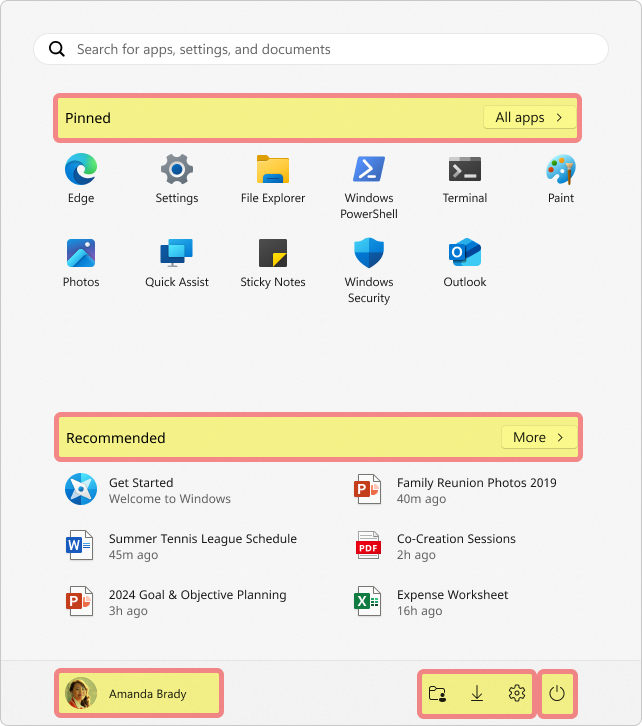 Search for apps, settings, and documents
Pinned
All apps
Edge
Settings
File Explorer
Windows
PowerShell
Terminal
Paint
Photos
Quick Assist
Sticky Notes
Windows
Security
Outlook
Recommended
More
Get Started
Welcome to Windows
Family Reunion Photos 2019
40m ago
Summer Tennis League Schedule
45m ago
Co-Creation Sessions
2h ago
2024 Goal & Objective Planning
3h ago
Expense Worksheet
16h ago
Amanda Brady